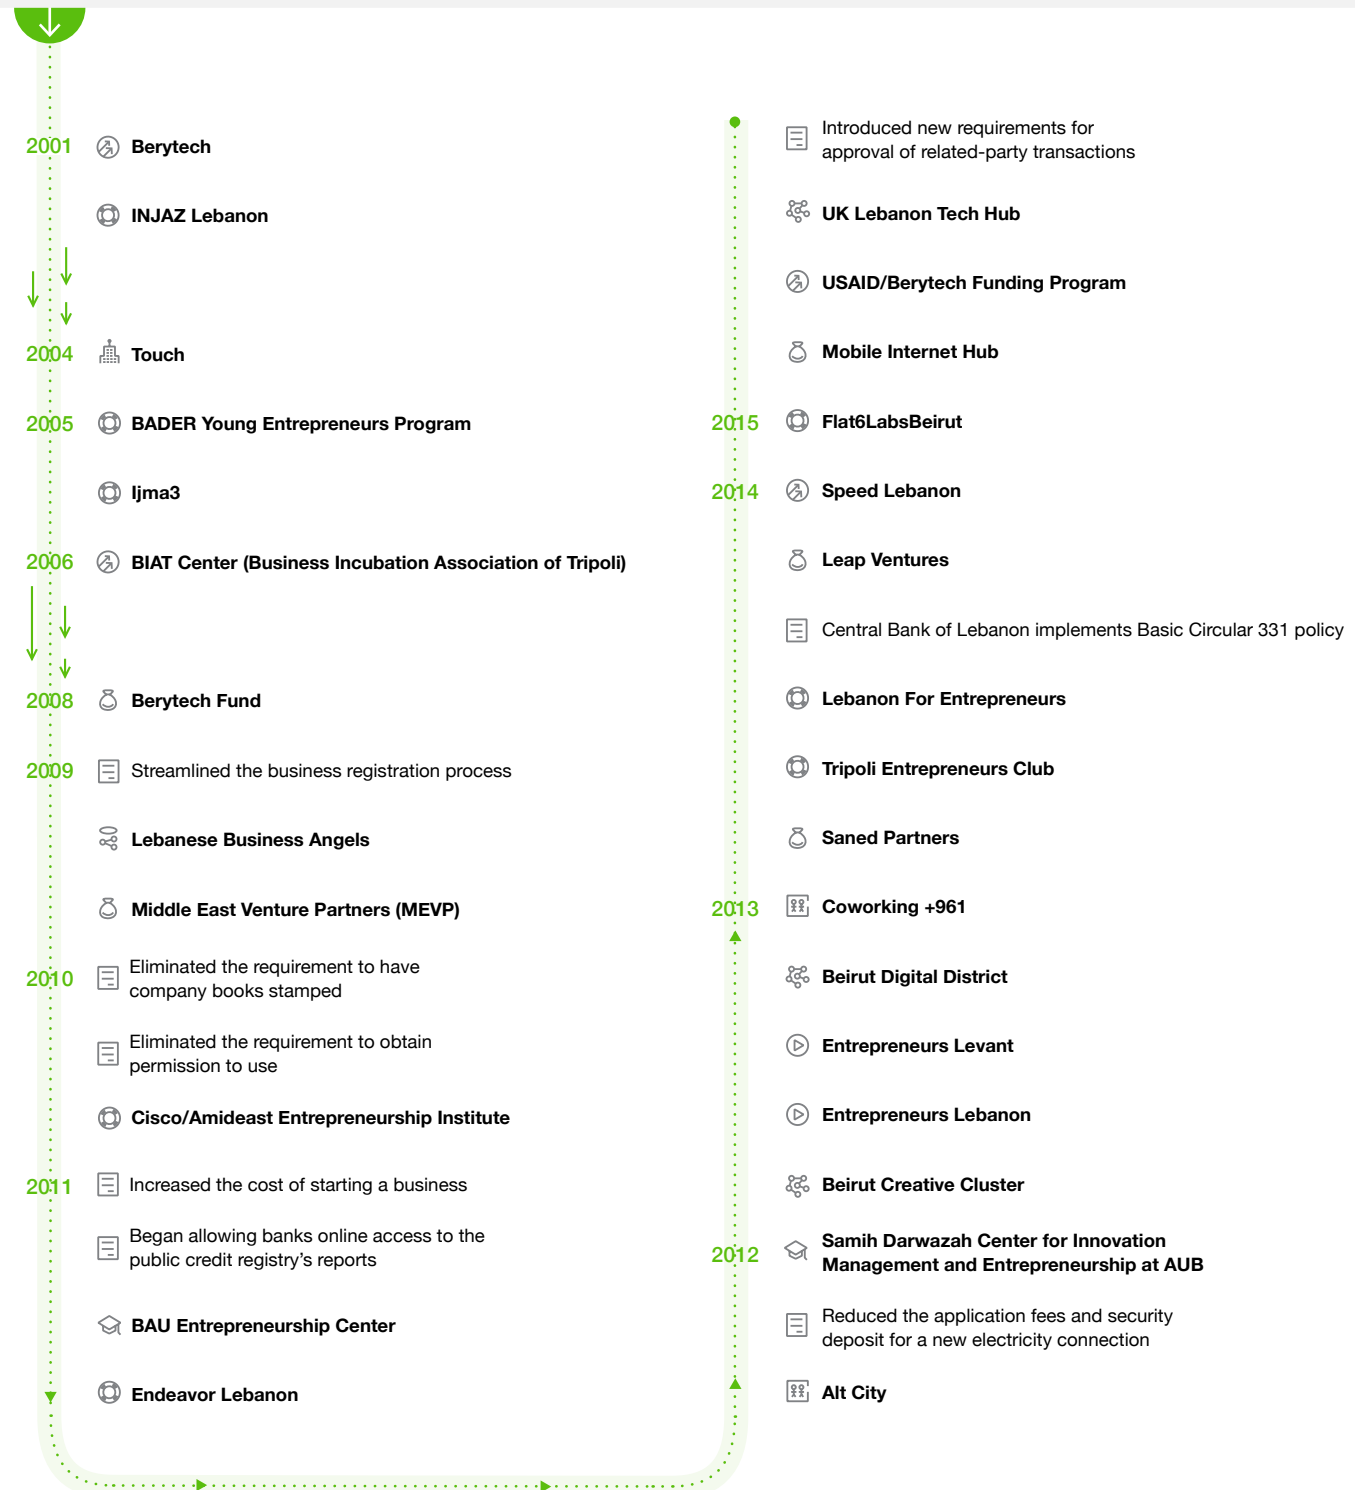 2001
Berytech
INJAZ Lebanon
2004
Touch
2005
BADER Young Entrepreneurs Program
Ijma3
2006
BIAT Center (Business Incubation Association of Tripoli)
2008
Berytech Fund
2009
Streamlined the business registration process
Lebanese Business Angels
Middle East Venture Partners (MEVP)
2010
Eliminated the requirement to have
company books stamped
Eliminated the requirement to obtain
permission to use
Cisco/Amideast Entrepreneurship Institute
2011
Increased the cost of starting a business
Began allowing banks online access to the
public credit registry's reports
BAU Entrepreneurship Center
Endeavor Lebanon
Introduced new requirements for
approval of related-party transactions
UK Lebanon Tech Hub
USAID/Berytech Funding Program
Mobile Internet Hub
2015
Flat6LabsBeirut
2014
Speed Lebanon
Leap Ventures
Central Bank of Lebanon implements Basic Circular 331 policy
Lebanon For Entrepreneurs
Tripoli Entrepreneurs Club
Saned Partners
2013
Coworking +961
Beirut Digital District
Entrepreneurs Levant
Entrepreneurs Lebanon
Beirut Creative Cluster
2012
Samih Darwazah Center for Innovation
Management and Entrepreneurship at AUB
Reduced the application fees and security
deposit for a new electricity connection
Alt City